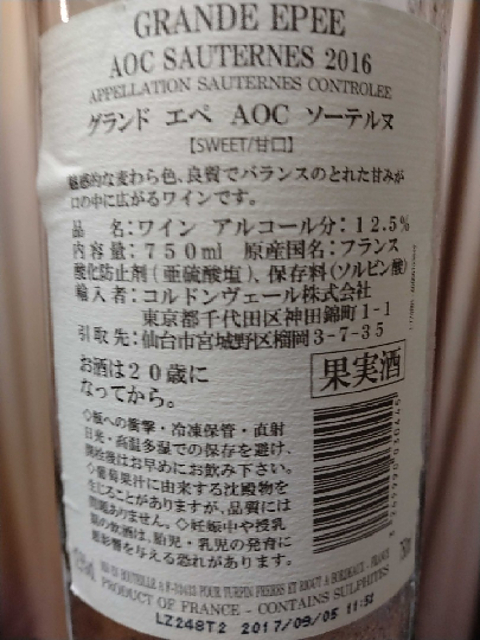 GRANDE EPEE
AOC SAUTERNES 2016
APPELLATION SAUTERNES CONTROLEE
グランド エペ AOC ソーテルヌ
【SWEET/甘口】
魅惑的な麦わら色、良質でバランスのとれた甘みが
口の中に広がるワインです。
品 名:ワイン アルコール分:12.5%
内容量:750ml 原産国名:フランス
酸化防止剤(亜硫酸塩)、保存料(ソルビン酸)
輸入者:コルドンヴェール株式会社
東京都千代田区神田錦町1-1
引取先:仙台市宮城野区榴岡3-7-35
お酒は20歳に
なってから。
果実酒
◇瓶への衝撃・冷凍保管・直射
日光・高温多湿での保存を避け、
開栓後はお早めにお飲み下さい。
◇葡萄果汁に由来する沈殿物を
生じることがありますが、品質には
問題ありません。◇妊娠中や授乳
期の飲酒は、胎児・乳児の発育に
悪影響を与える恐れがあります。
MIS EN BOUTEILLE A F-33433 POUR TURPIN FRERES ET A BORDEAUX - FRANCE
PRODUCT OF FRANCE - CONTAINS SULPHITES
LZ248T2 2017/09/05 11:51